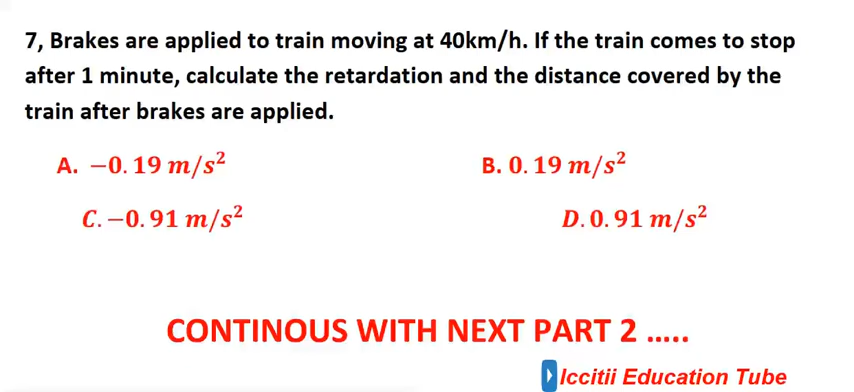 7, Brakes are applied to train moving at 40km/h. If the train comes to stop
after 1 minute, calculate the retardation and the distance covered by the
train after brakes are applied.
A. −0.19 m/s²
B. 0.19 m/s²
C. −0.91 m/s²
D. 0.91 m/s²
CONTINOUS WITH NEXT PART 2 .....
Iccitii Education Tube